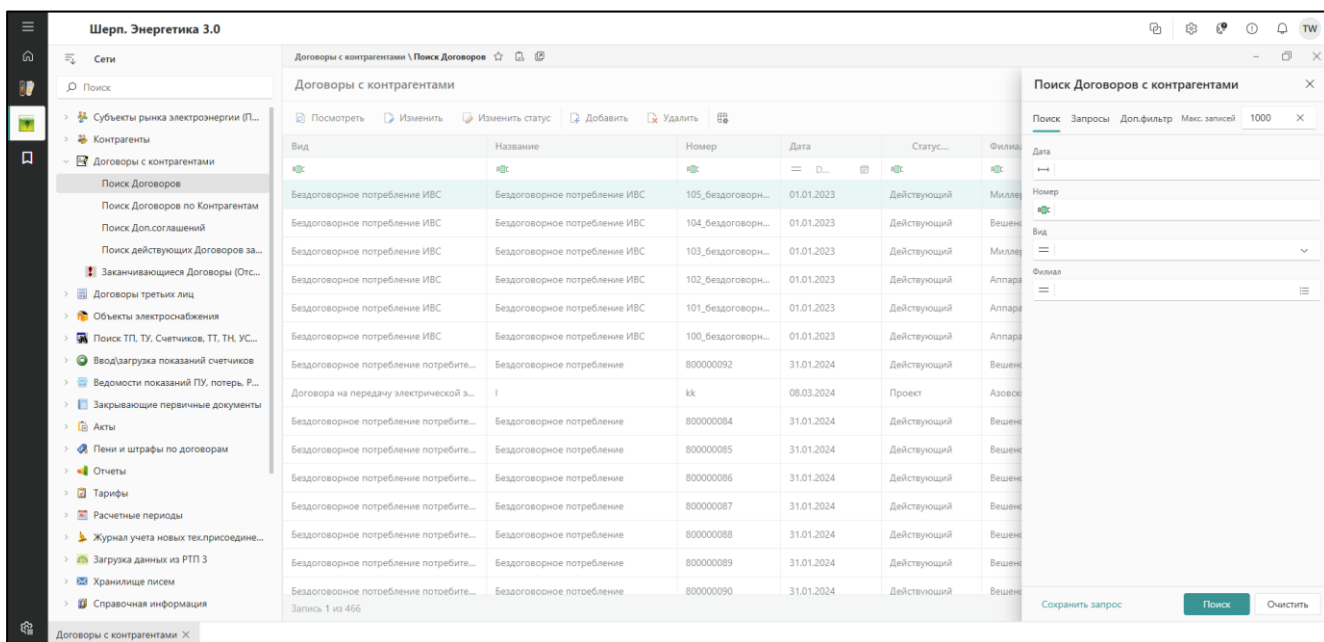 Шерп. Энергетика 3.0
TW
Сети
Договоры с контрагентами \ Поиск Договоров
Поиск
Субъекты рынка электроэнергии (П...
Контрагенты
Договоры с контрагентами
Поиск Договоров
Поиск Договоров по Контрагентам
Поиск Доп.соглашений
Поиск действующих Договоров за...
Заканчивающиеся Договоры (Отс...
Договоры третьих лиц
Объекты электроснабжения
Поиск ТП, ТУ, Счетчиков, ТТ, ТН, УС...
Ввод\загрузка показаний счетчиков
Ведомости показаний ПУ, потерь, Р...
Закрывающие первичные документы
Акты
Пени и штрафы по договорам
Отчеты
Тарифы
Расчетные периоды
Журнал учета новых тех.присоедине...
Загрузка данных из РТП 3
Хранилище писем
Справочная информация
Договоры с контрагентами
Посмотреть Изменить Изменить статус Добавить Удалить
Вид Название Номер Дата Статус... Филиа
D...
Бездоговорное потребление ИВС Бездоговорное потребление ИВС 105_бездоговорн... 01.01.2023 Действующий Миллер
Бездоговорное потребление ИВС Бездоговорное потребление ИВС 104_бездоговорн... 01.01.2023 Действующий Вешенс
Бездоговорное потребление ИВС Бездоговорное потребление ИВС 103_бездоговорн... 01.01.2023 Действующий Миллер
Бездоговорное потребление ИВС Бездоговорное потребление ИВС 102_бездоговорн... 01.01.2023 Действующий Аппара
Бездоговорное потребление ИВС Бездоговорное потребление ИВС 101_бездоговорн... 01.01.2023 Действующий Аппара
Бездоговорное потребление ИВС Бездоговорное потребление ИВС 100_бездоговорн... 01.01.2023 Действующий Аппара
Бездоговорное потребление потребите... Бездоговорное потребление 800000092 31.01.2024 Действующий Вешенс
Договора на передачу электрической э... l kk 08.03.2024 Проект Азовск
Бездоговорное потребление потребите... Бездоговорное потребление 800000084 31.01.2024 Действующий Вешенс
Бездоговорное потребление потребите... Бездоговорное потребление 800000085 31.01.2024 Действующий Вешенс
Бездоговорное потребление потребите... Бездоговорное потребление 800000086 31.01.2024 Действующий Вешенс
Бездоговорное потребление потребите... Бездоговорное потребление 800000087 31.01.2024 Действующий Вешенс
Бездоговорное потребление потребите... Бездоговорное потребление 800000088 31.01.2024 Действующий Вешенс
Бездоговорное потребление потребите... Бездоговорное потребление 800000089 31.01.2024 Действующий Вешенс
Бездоговорное потребление потребите... Бездоговорное потребление 800000090 31.01.2024 Действующий Вешенс
Запись 1 из 466
Поиск Договоров с контрагентами
Поиск Запросы Доп.фильтр Макс. записей 1000
Дата
Номер
Вид
Филиал
Сохранить запрос Поиск Очистить
Договоры с контрагентами